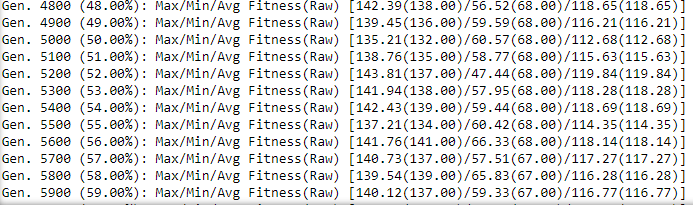 Gen. 4800 (48.00%): Max/Min/Avg Fitness(Raw) [142.39(138.00)/56.52(68.00)/118.65(118.65)]
Gen. 4900 (49.00%): Max/Min/Avg Fitness(Raw) [139.45(136.00)/59.59(68.00)/116.21(116.21)]
Gen. 5000 (50.00%): Max/Min/Avg Fitness(Raw) [135.21(132.00)/60.57(68.00)/112.68(112.68)]
Gen. 5100 (51.00%): Max/Min/Avg Fitness(Raw) [138.76(135.00)/58.77(68.00)/115.63(115.63)]
Gen. 5200 (52.00%): Max/Min/Avg Fitness(Raw) [143.81(137.00)/47.44(68.00)/119.84(119.84)]
Gen. 5300 (53.00%): Max/Min/Avg Fitness(Raw) [141.94(138.00)/57.95(68.00)/118.28(118.28)]
Gen. 5400 (54.00%): Max/Min/Avg Fitness(Raw) [142.43(139.00)/59.44(68.00)/118.69(118.69)]
Gen. 5500 (55.00%): Max/Min/Avg Fitness(Raw) [137.21(134.00)/60.42(68.00)/114.35(114.35)]
Gen. 5600 (56.00%): Max/Min/Avg Fitness(Raw) [141.76(141.00)/66.33(68.00)/118.14(118.14)]
Gen. 5700 (57.00%): Max/Min/Avg Fitness(Raw) [140.73(137.00)/57.51(67.00)/117.27(117.27)]
Gen. 5800 (58.00%): Max/Min/Avg Fitness(Raw) [139.54(139.00)/65.83(67.00)/116.28(116.28)]
Gen. 5900 (59.00%): Max/Min/Avg Fitness(Raw) [140.12(137.00)/59.33(67.00)/116.77(116.77)]